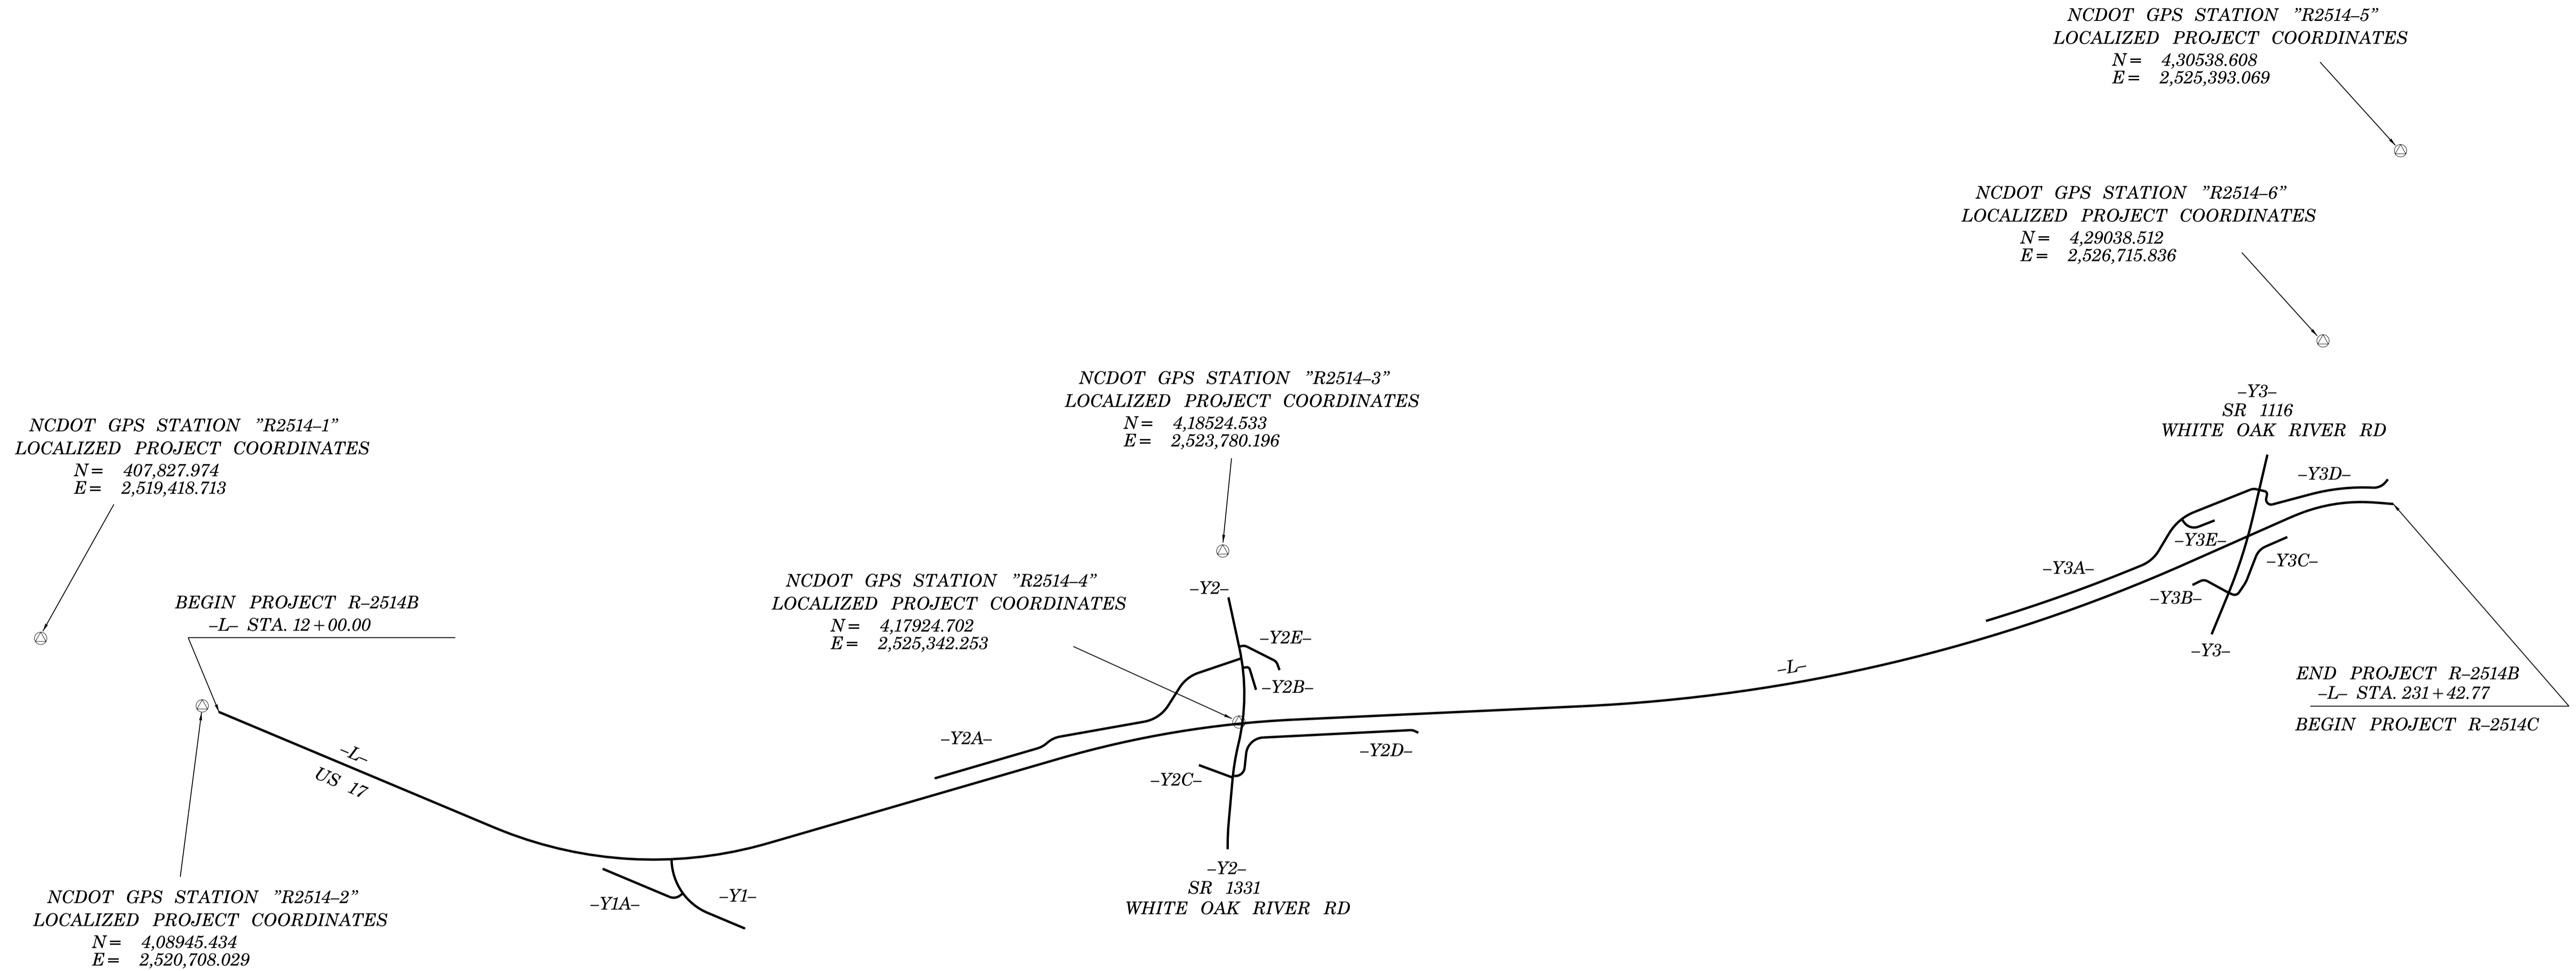 NCDOT GPS STATION "R2514–5"
LOCALIZED PROJECT COORDINATES
N= 4,30538.608
E= 2,525,393.069
NCDOT GPS STATION "R2514–6"
LOCALIZED PROJECT COORDINATES
N= 4,29038.512
E= 2,526,715.836
NCDOT GPS STATION "R2514–3"
LOCALIZED PROJECT COORDINATES
N= 4,18524.533
E= 2,523,780.196
–Y3–
SR 1116
WHITE OAK RIVER RD
NCDOT GPS STATION "R2514–1"
LOCALIZED PROJECT COORDINATES
N= 407,827.974
E= 2,519,418.713
–Y3D–
–Y3E–
–Y3C–
–Y3A–
–Y3B–
–Y3–
NCDOT GPS STATION "R2514–4"
LOCALIZED PROJECT COORDINATES
N= 4,17924.702
E= 2,525,342.253
–Y2–
BEGIN PROJECT R–2514B
–L– STA. 12+00.00
–Y2E–
–Y2B–
–L–
END PROJECT R–2514B
–L– STA. 231+42.77
BEGIN PROJECT R–2514C
–Y2A–
–Y2D–
–Y2C–
–L–
US 17
–Y2–
SR 1331
WHITE OAK RIVER RD
–Y1A–
–Y1–
NCDOT GPS STATION "R2514–2"
LOCALIZED PROJECT COORDINATES
N= 4,08945.434
E= 2,520,708.029